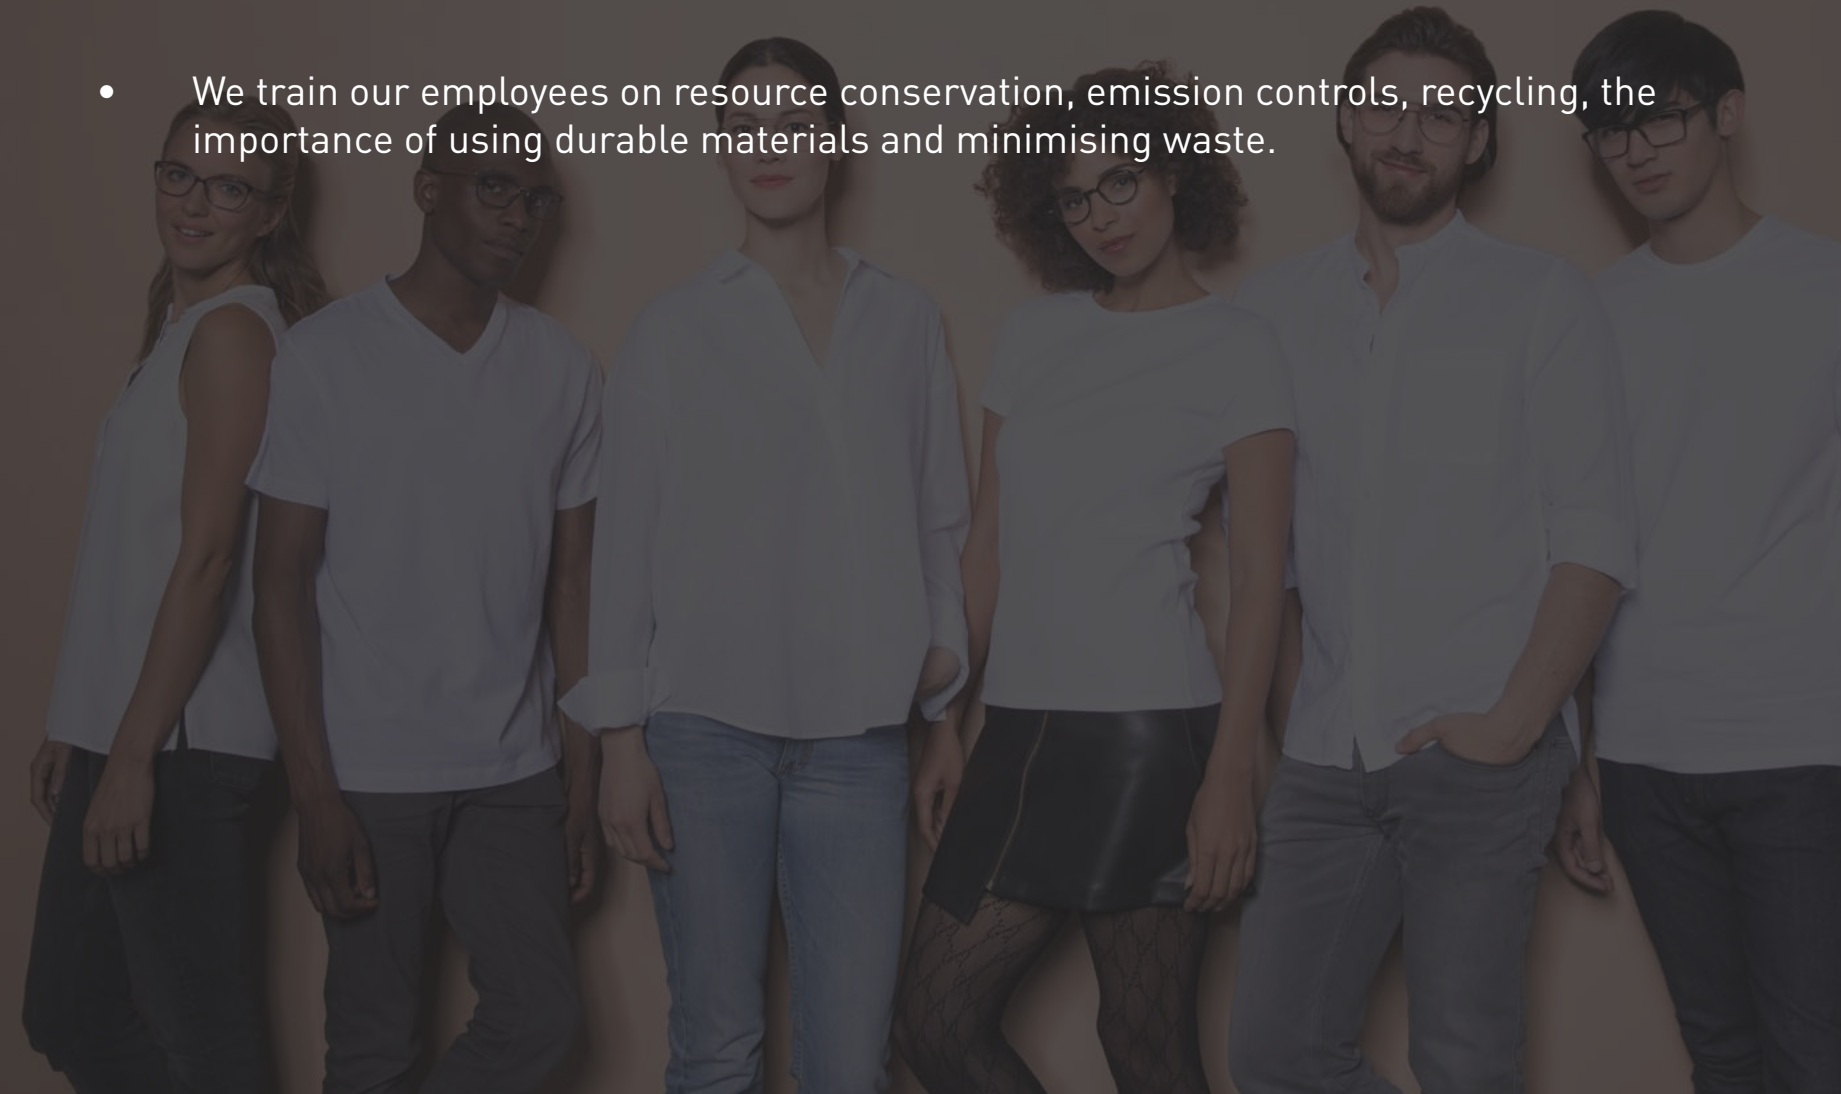 • We train our employees on resource conservation, emission controls, recycling, the
importance of using durable materials and minimising waste.